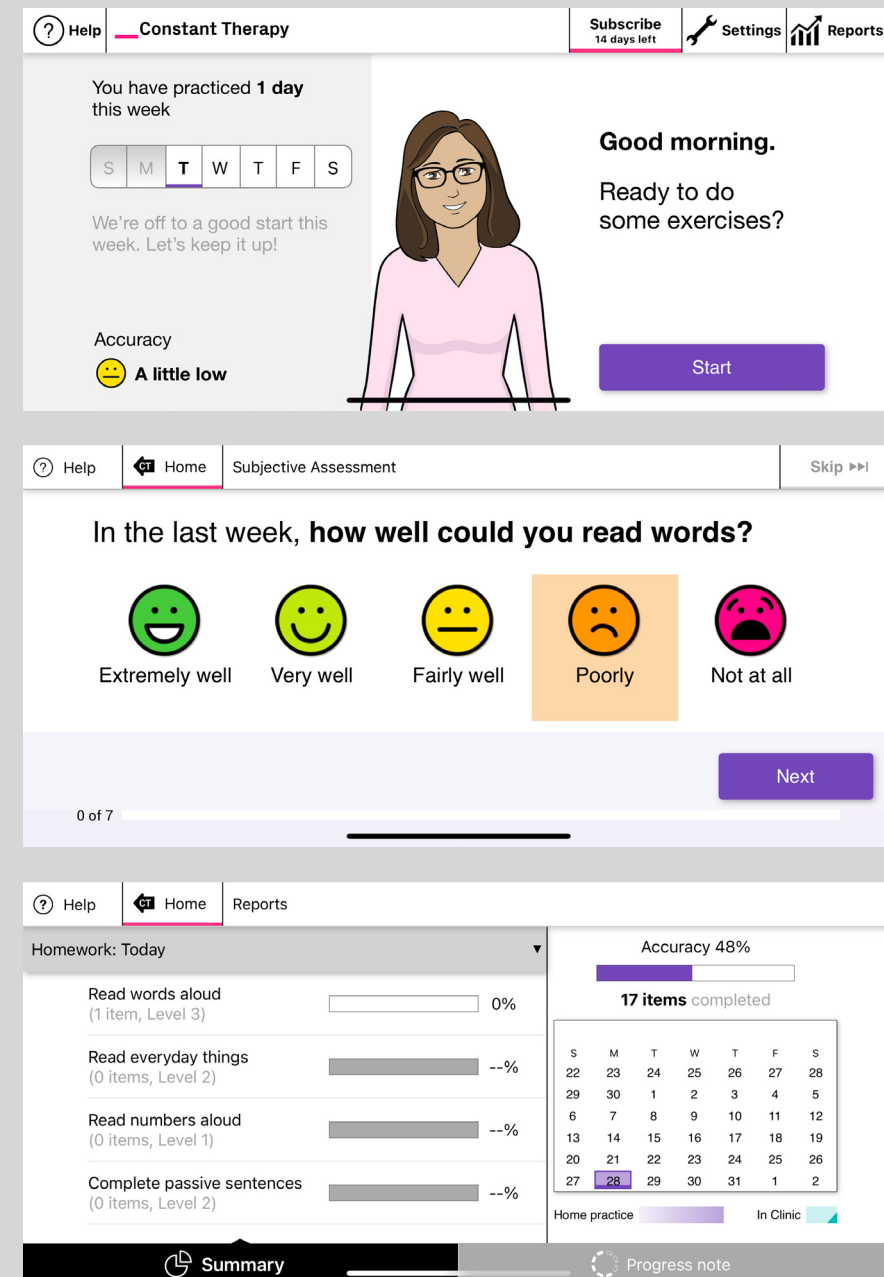 ? Help
Constant Therapy
Subscribe
14 days left
Settings
Reports
You have practiced 1 day
this week
S M T W T F S
We're off to a good start this
week. Let's keep it up!
Accuracy
A little low
Good morning.
Ready to do
some exercises?
Start
? Help
CT Home
Subjective Assessment
Skip
In the last week, how well could you read words?
Extremely well
Very well
Fairly well
Poorly
Not at all
Next
0 of 7
? Help
CT Home
Reports
Homework: Today
Read words aloud
(1 item, Level 3)
0%
Read everyday things
(0 items, Level 2)
--%
Read numbers aloud
(0 items, Level 1)
--%
Complete passive sentences
(0 items, Level 2)
--%
Accuracy 48%
17 items completed
S M T W T F S
22 23 24 25 26 27 28
29 30 1 2 3 4 5
6 7 8 9 10 11 12
13 14 15 16 17 18 19
20 21 22 23 24 25 26
27 28 29 30 31 1 2
Home practice
In Clinic
Summary
Progress note